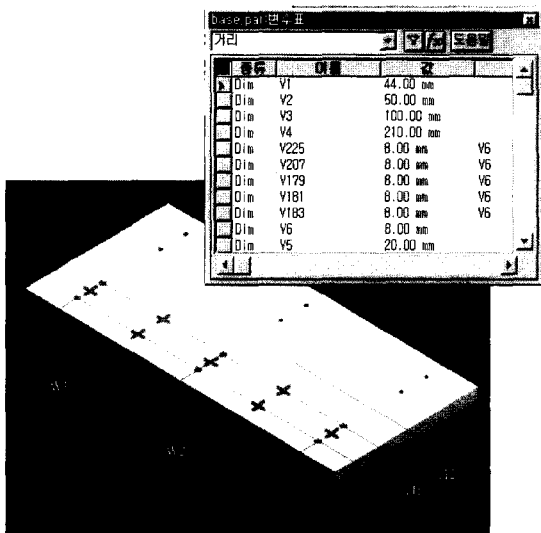 base.par변수표
거리
도움말
종류 이름 값
Dim V1 44.00 mm
Dim V2 50.00 mm
Dim V3 100.00 mm
Dim V4 210.00 mm
Dim V225 8.00 mm V6
Dim V207 8.00 mm V6
Dim V179 8.00 mm V6
Dim V181 8.00 mm V6
Dim V183 8.00 mm V6
Dim V6 8.00 mm
Dim V5 20.00 mm